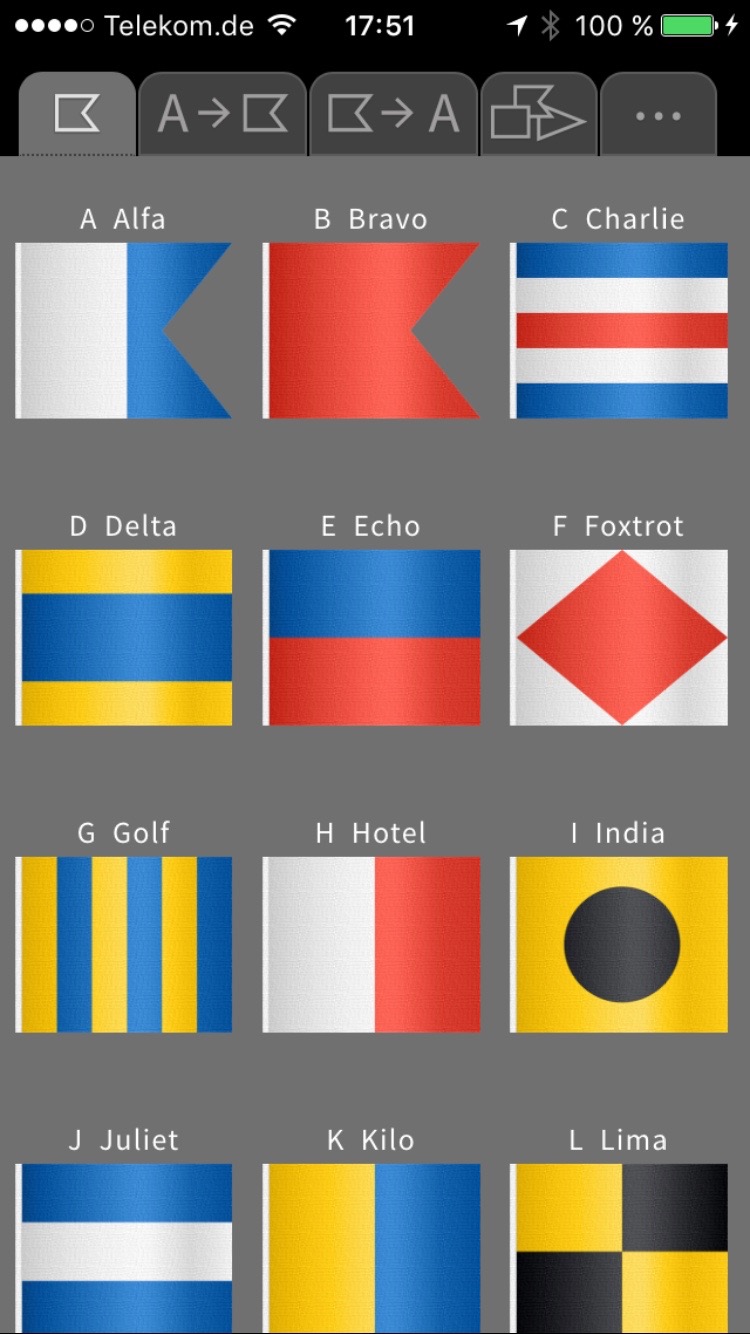 Telekom.de 17:51 100 %
A → → A ...
A Alfa B Bravo C Charlie
D Delta E Echo F Foxtrot
G Golf H Hotel I India
J Juliet K Kilo L Lima